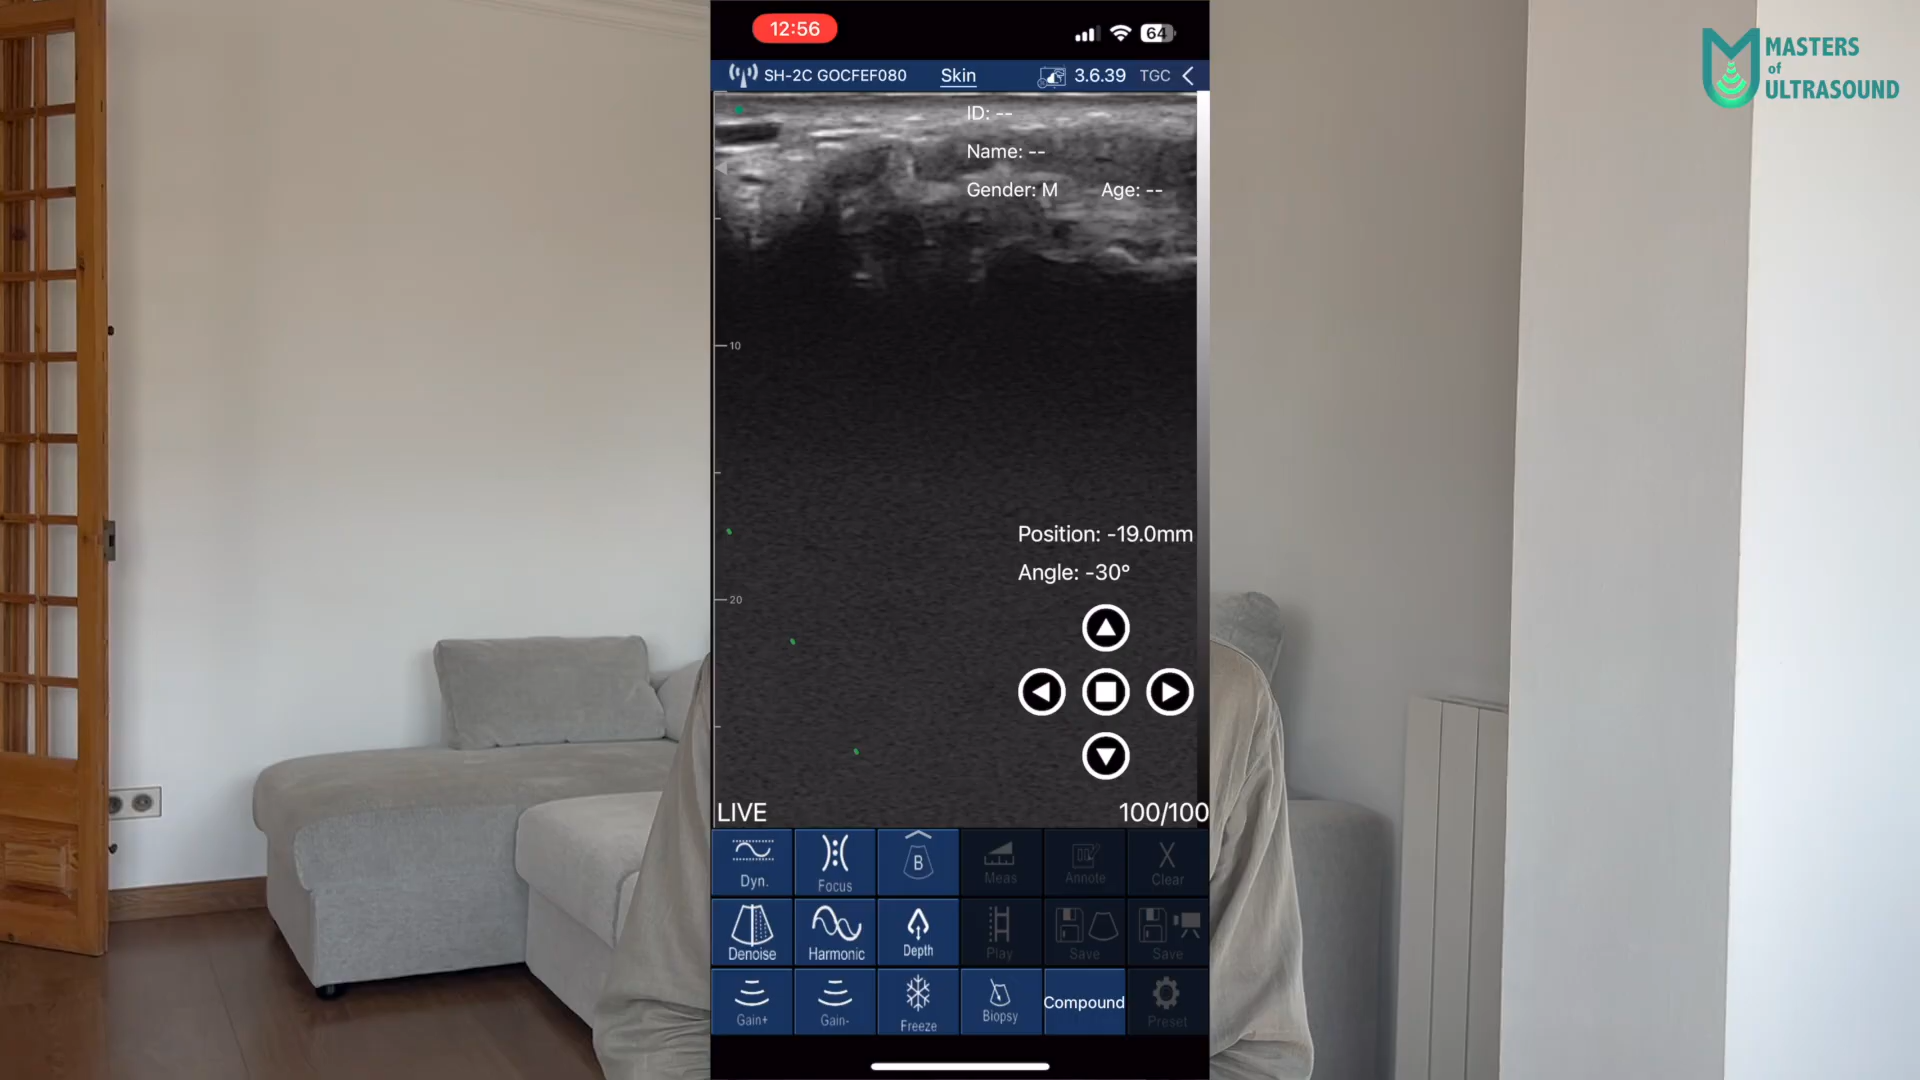 12:56
64
SH-2C GOCFEF080 Skin 3.6.39 TGC
ID: --
Name: --
Gender: M Age: --
10
Position: -19.0mm
Angle: -30°
20
LIVE 100/100
Dyn. Focus B Meas Annote Clear
Denoise Harmonic Depth Play Save Save
Gain+ Gain- Freeze Biopsy Compound Preset
MASTERS
of
ULTRASOUND